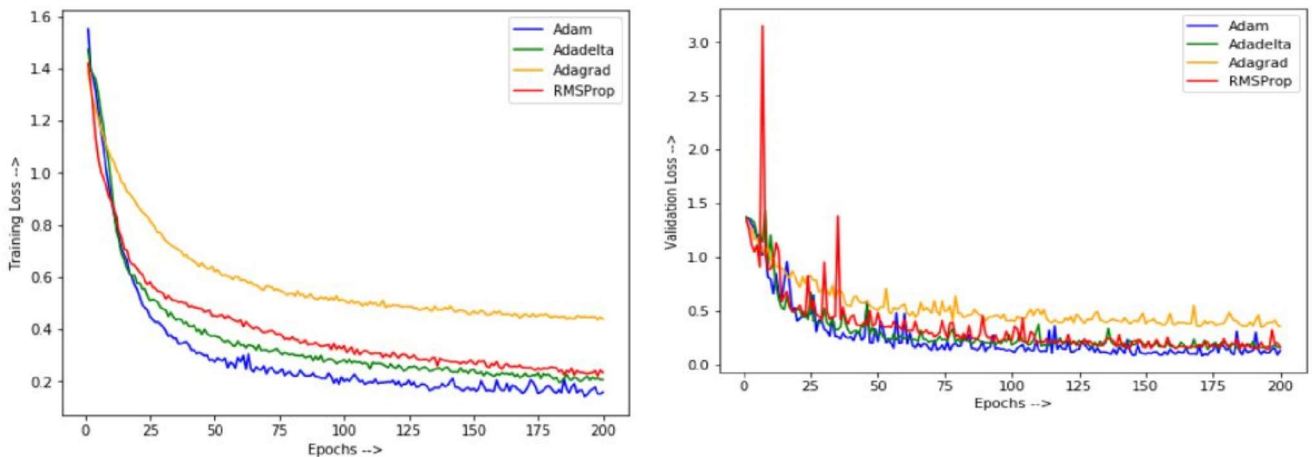 1.6
1.4
1.2
1.0
0.8
0.6
0.4
0.2
Training Loss -->
0 25 50 75 100 125 150 175 200
Epochs -->
Adam
Adadelta
Adagrad
RMSProp
3.0
2.5
2.0
1.5
1.0
0.5
0.0
Validation Loss -->
0 25 50 75 100 125 150 175 200
Epochs -->
Adam
Adadelta
Adagrad
RMSProp